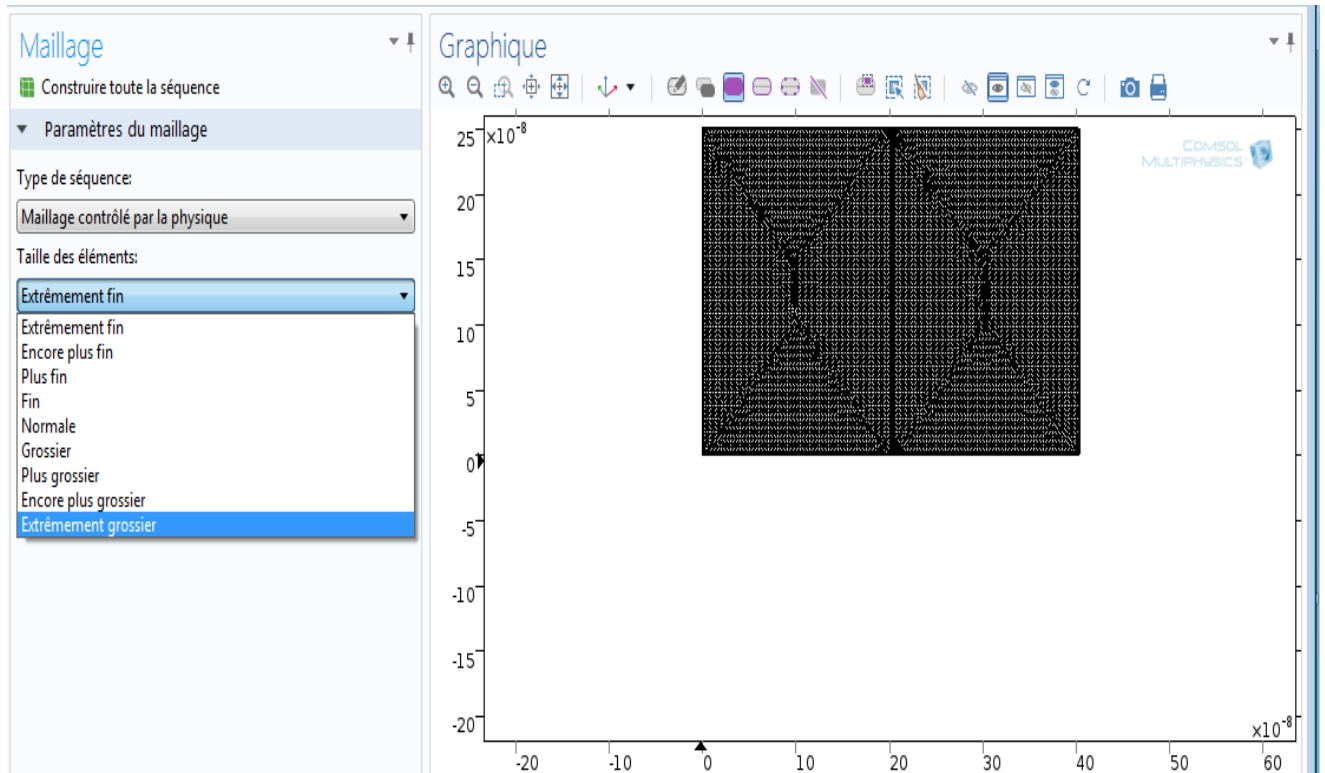 Maillage
Construire toute la séquence
Paramètres du maillage
Type de séquence:
Maillage contrôlé par la physique
Taille des éléments:
Extrêmement fin
Extrêmement fin
Encore plus fin
Plus fin
Fin
Normale
Grossier
Plus grossier
Encore plus grossier
Extrêmement grossier
Graphique
×10⁻⁸
COMSOL
MULTIPHYSICS
25
20
15
10
5
0
-5
-10
-15
-20
×10⁻⁸
-20 -10 0 10 20 30 40 50 60